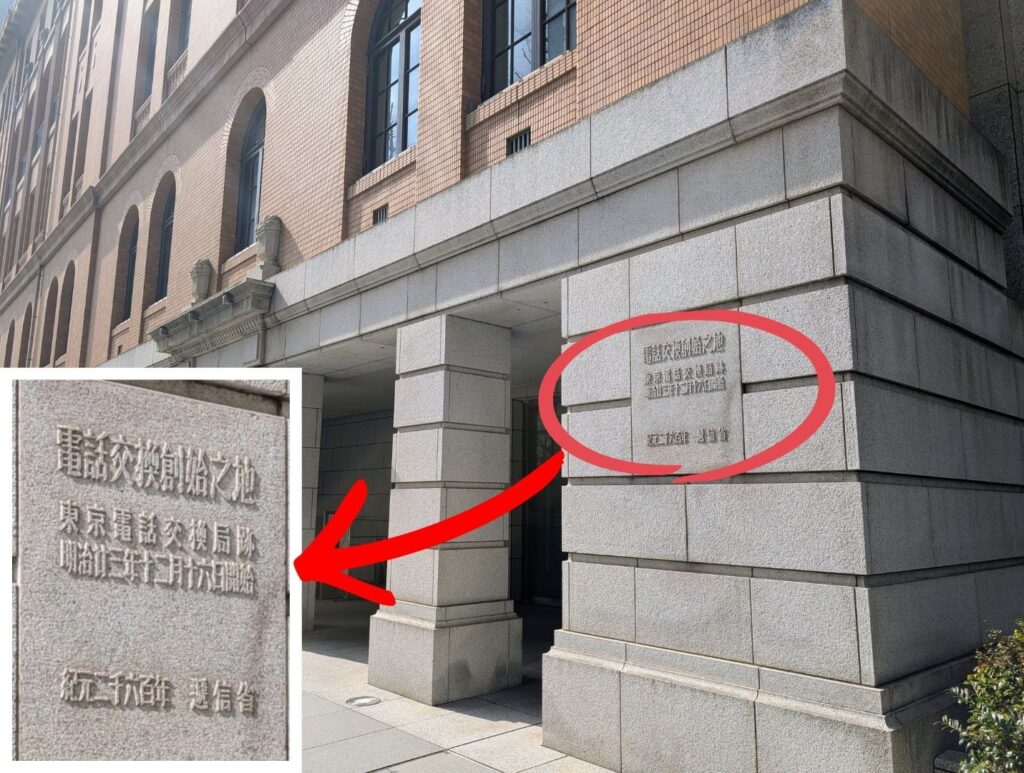 電話交換創始之地
東京電話交換局跡
明治廿三年十二月十六日開始
紀元二千六百年 逓信省